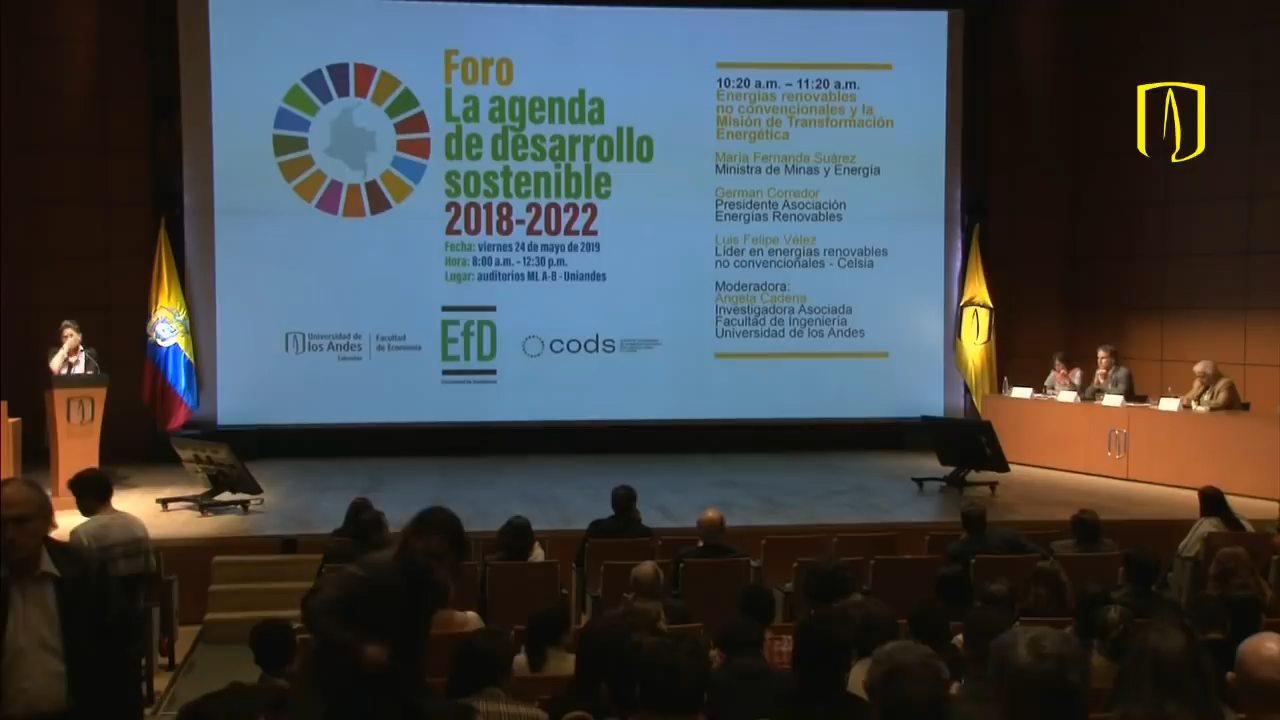 Foro
La agenda
de desarrollo
sostenible
2018-2022
Fecha: viernes 24 de mayo de 2019
Hora: 8:00 a.m. - 12:30 p.m.
Lugar: auditorios ML A-B - Uniandes
Universidad de
los Andes
Colombia
Facultad
de Economía
EfD
cods
10:20 a.m. – 11:20 a.m.
Energías renovables
no convencionales y la
Misión de Transformación
Energética
María Fernanda Suárez
Ministra de Minas y Energía
German Corredor
Presidente Asociación
Energías Renovables
Luis Felipe Vélez
Líder en energías renovables
no convencionales - Celsia
Moderadora:
Angela Cadena
Investigadora Asociada
Facultad de Ingeniería
Universidad de los Andes